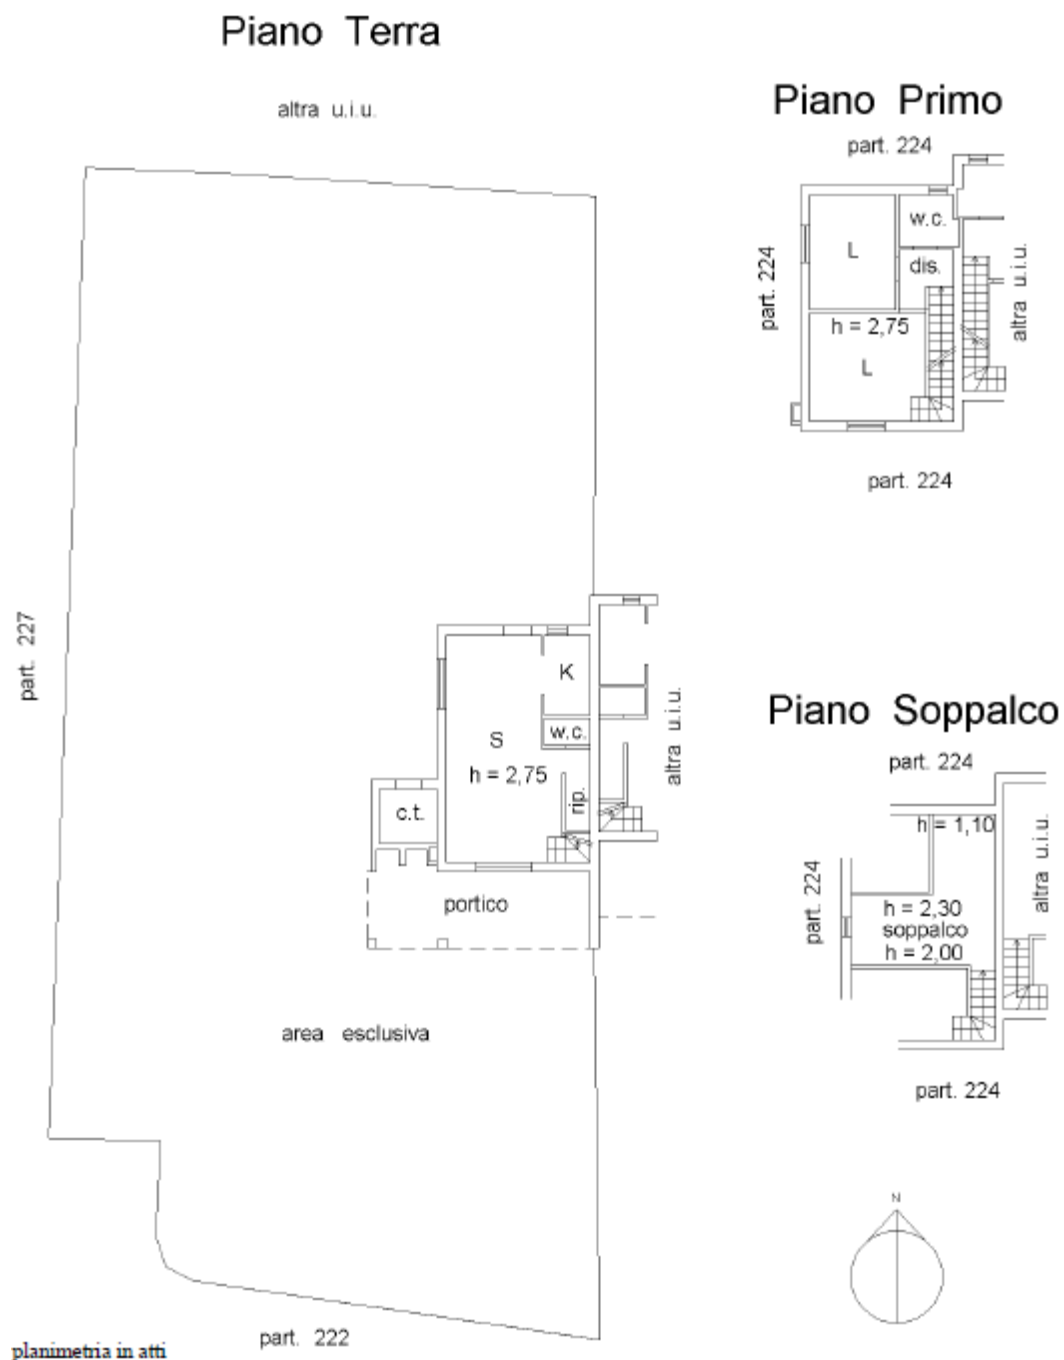 Piano Terra
altra u.i.u.
part. 227
K
S
w.c.
h = 2,75
rip.
c.t.
portico
altra u.i.u.
area esclusiva
part. 222
planimetria in atti
Piano Primo
part. 224
w.c.
L
dis.
part. 224
altra u.i.u.
h = 2,75
L
part. 224
Piano Soppalco
part. 224
h = 1,10
altra u.i.u.
part. 224
h = 2,30
soppalco
h = 2,00
part. 224
N